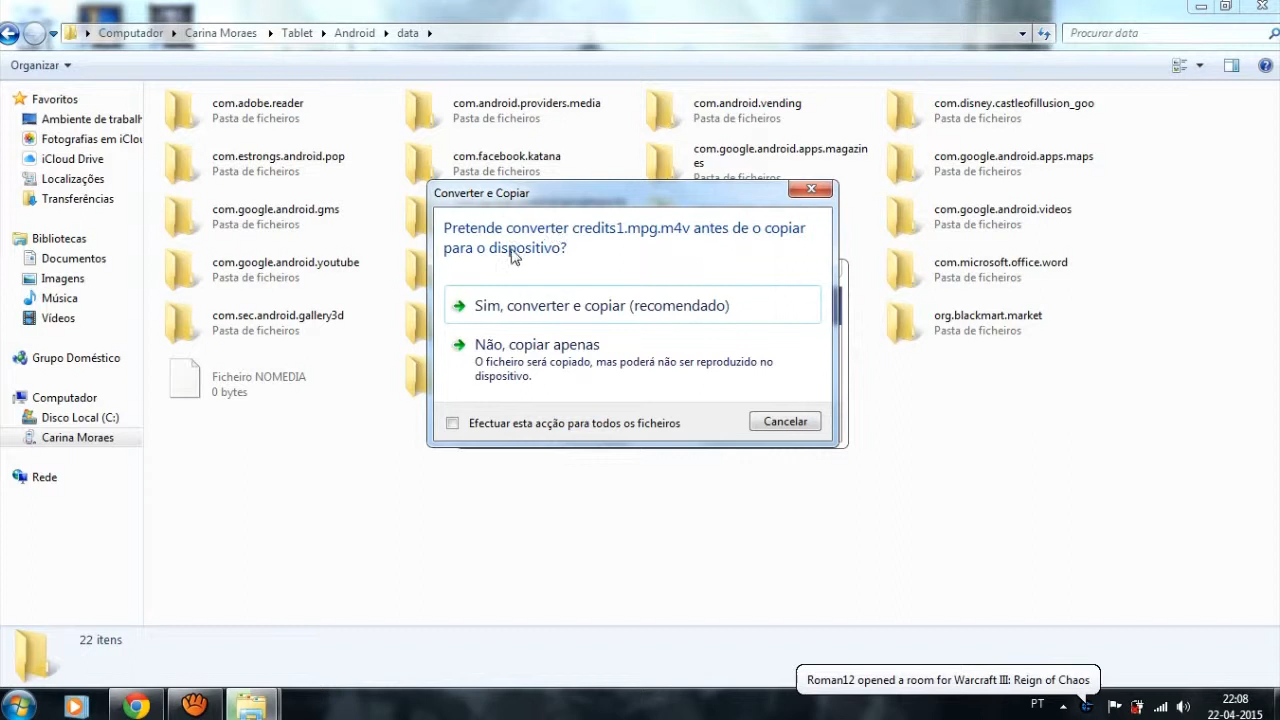 Computador
Carina Moraes
Tablet
Android
data
Procurar data
Organizar
Favoritos
Ambiente de trabalh
Fotografias em iClou
iCloud Drive
Localizações
Transferências
Bibliotecas
Documentos
Imagens
Música
Vídeos
Grupo Doméstico
Computador
Disco Local (C:)
Carina Moraes
Rede
com.adobe.reader
Pasta de ficheiros
com.android.providers.media
Pasta de ficheiros
com.android.vending
Pasta de ficheiros
com.disney.castleofillusion_goo
Pasta de ficheiros
com.estrongs.android.pop
Pasta de ficheiros
com.facebook.katana
Pasta de ficheiros
com.google.android.apps.magazin
es
Pasta de ficheiros
com.google.android.apps.maps
Pasta de ficheiros
com.google.android.gms
Pasta de ficheiros
com.google.android.videos
Pasta de ficheiros
com.google.android.youtube
Pasta de ficheiros
com.microsoft.office.word
Pasta de ficheiros
com.sec.android.gallery3d
Pasta de ficheiros
org.blackmart.market
Pasta de ficheiros
Ficheiro NOMEDIA
0 bytes
Converter e Copiar
Pretende converter credits1.mpg.m4v antes de o copiar
para o dispositivo?
Sim, converter e copiar (recomendado)
Não, copiar apenas
O ficheiro será copiado, mas poderá não ser reproduzido no
dispositivo.
Efectuar esta acção para todos os ficheiros
Cancelar
22 itens
Roman12 opened a room for Warcraft III: Reign of Chaos
PT
22:08
22-04-2015